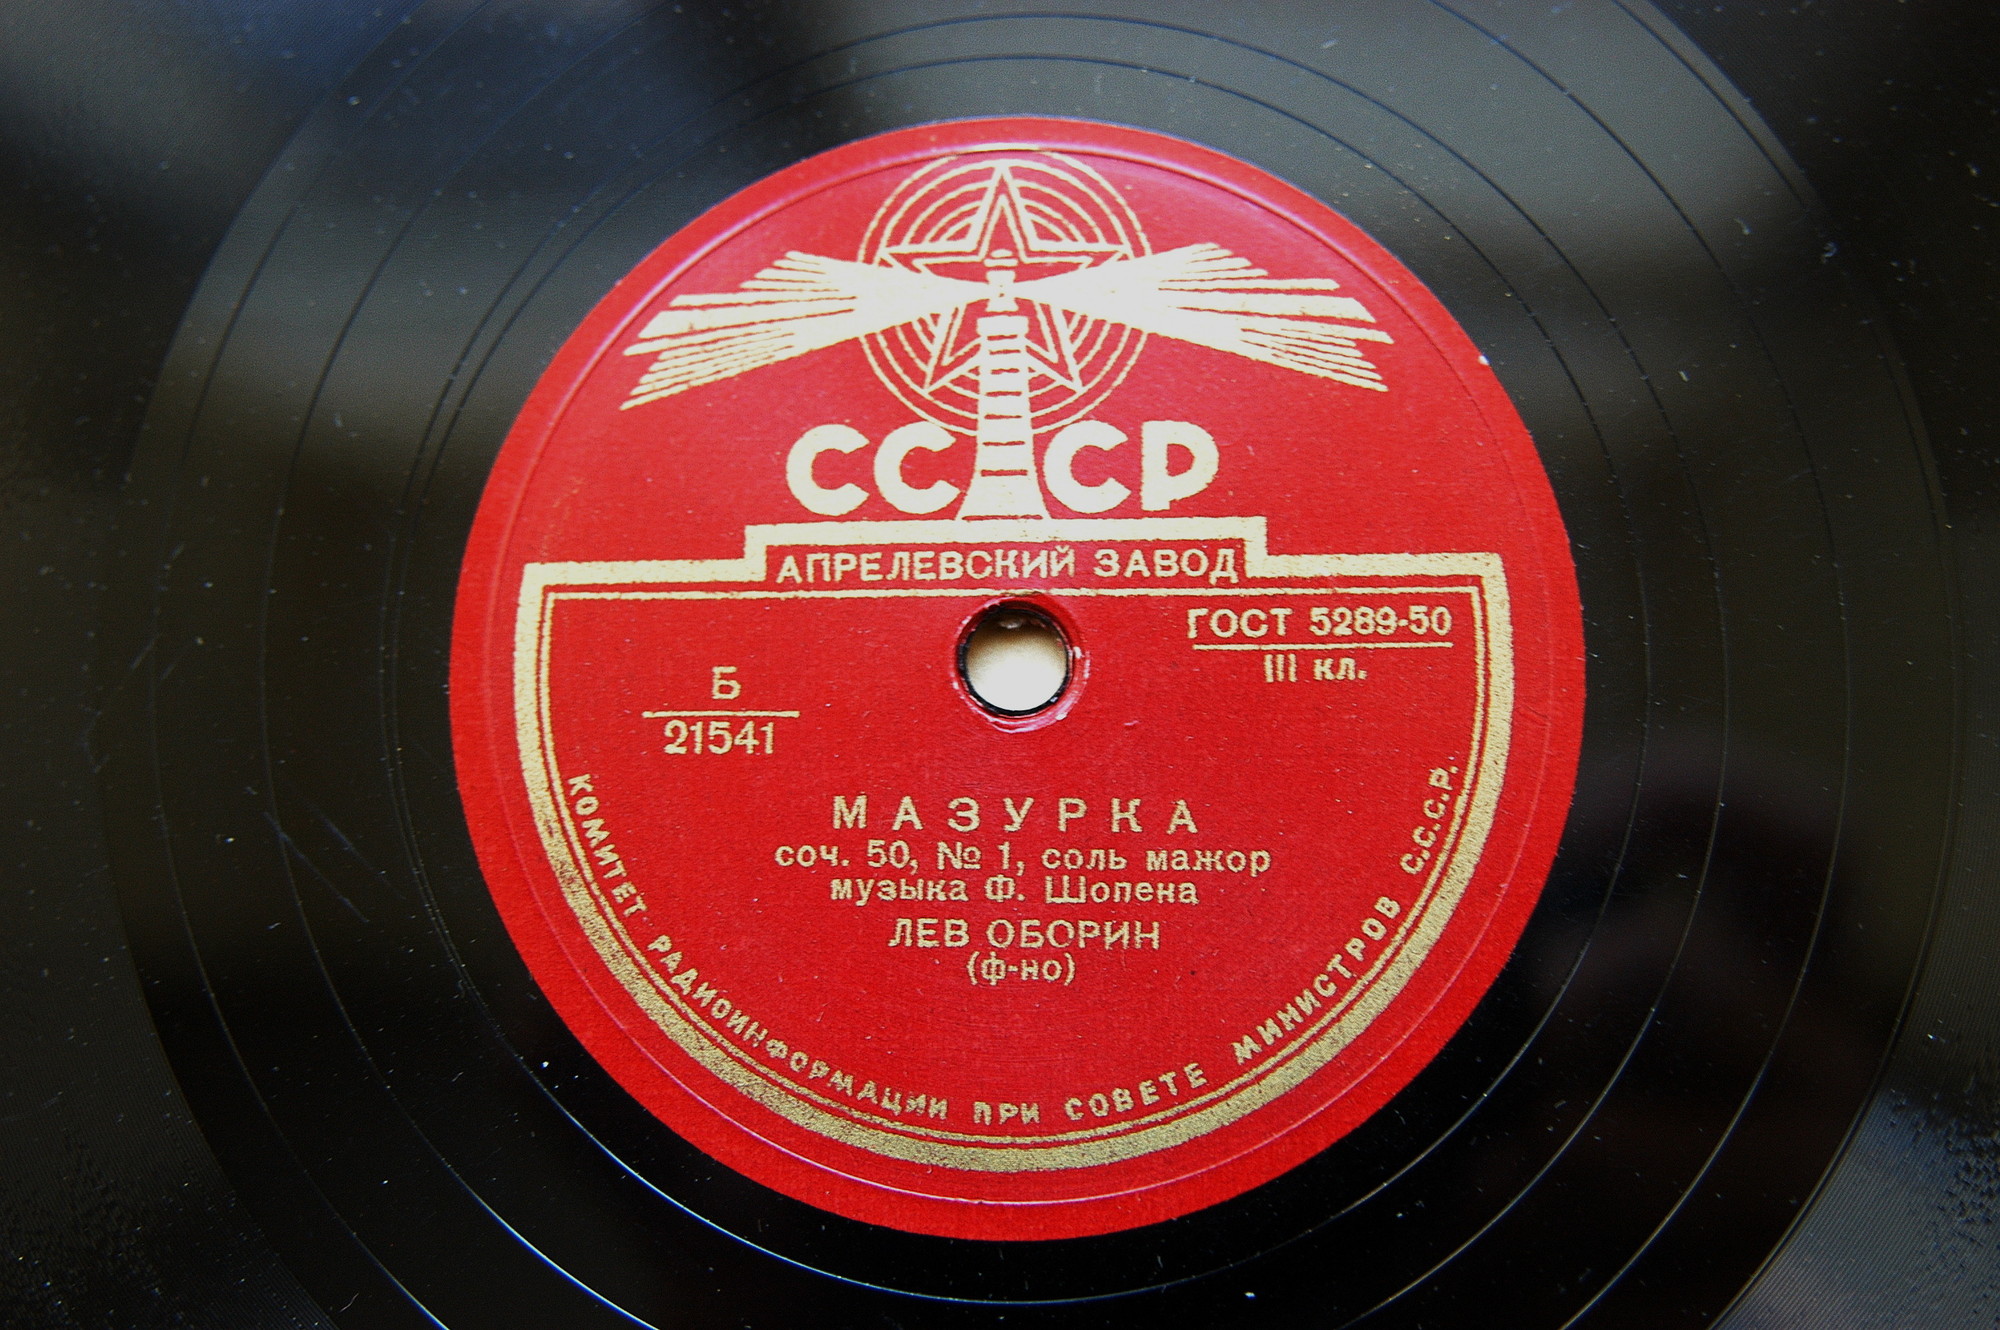 СССР
АПРЕЛЕВСКИЙ ЗАВОД
ГОСТ 5289-50
III кл.
Б
21541
МАЗУРКА
соч. 50, № 1, соль мажор
музыка Ф. Шопена
ЛЕВ ОБОРИН
(ф-но)
КОМИТЕТ РАДИОИНФОРМАЦИИ ПРИ СОВЕТЕ МИНИСТРОВ С.С.С.Р.